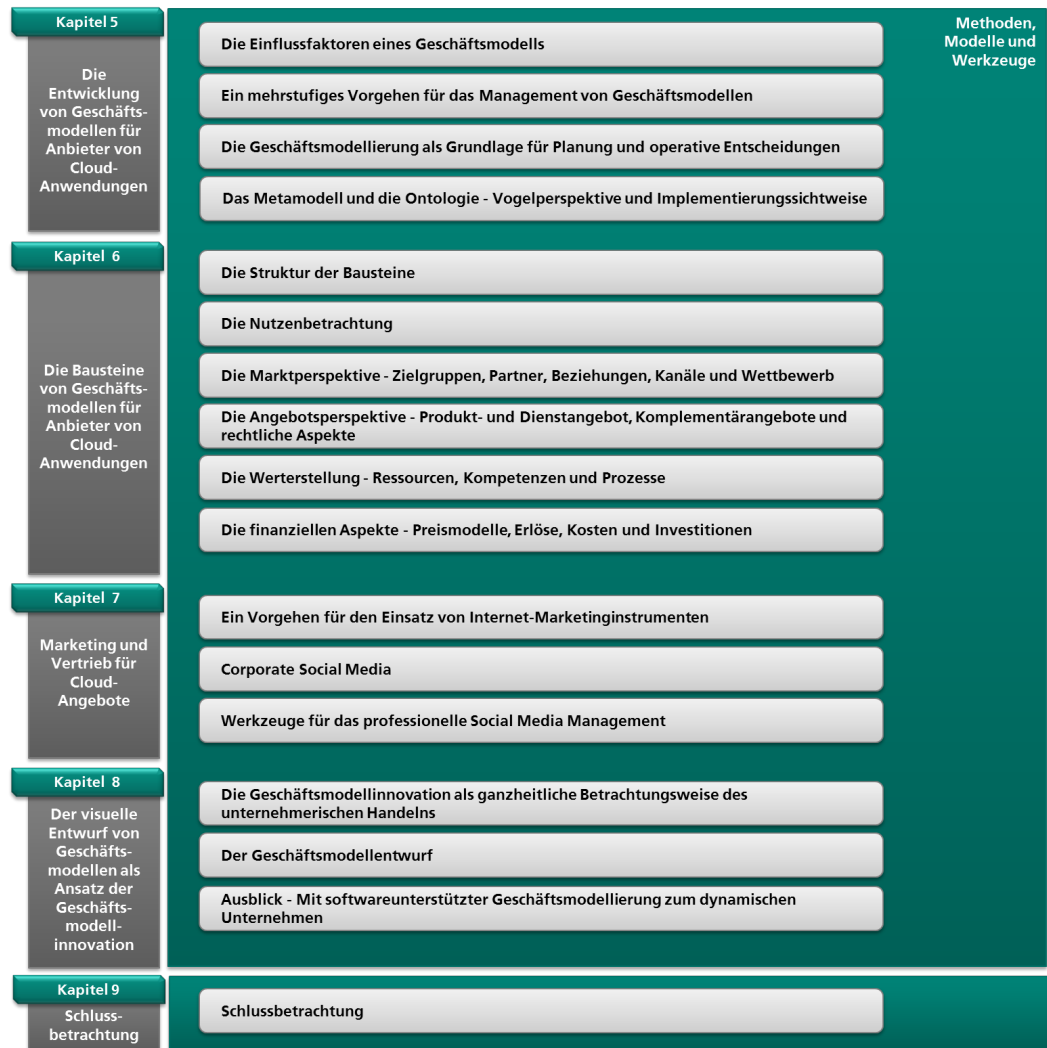 Kapitel 5
Die
Entwicklung
von Geschäfts-
modellen für
Anbieter von
Cloud-
Anwendungen
Methoden,
Modelle und
Werkzeuge
Die Einflussfaktoren eines Geschäftsmodells
Ein mehrstufiges Vorgehen für das Management von Geschäftsmodellen
Die Geschäftsmodellierung als Grundlage für Planung und operative Entscheidungen
Das Metamodell und die Ontologie - Vogelperspektive und Implementierungssichtweise
Kapitel 6
Die Bausteine
von Geschäfts-
modellen für
Anbieter von
Cloud-
Anwendungen
Die Struktur der Bausteine
Die Nutzenbetrachtung
Die Marktperspektive - Zielgruppen, Partner, Beziehungen, Kanäle und Wettbewerb
Die Angebotsperspektive - Produkt- und Dienstangebot, Komplementärangebote und
rechtliche Aspekte
Die Werterstellung - Ressourcen, Kompetenzen und Prozesse
Die finanziellen Aspekte - Preismodelle, Erlöse, Kosten und Investitionen
Kapitel 7
Marketing und
Vertrieb für
Cloud-
Angebote
Ein Vorgehen für den Einsatz von Internet-Marketinginstrumenten
Corporate Social Media
Werkzeuge für das professionelle Social Media Management
Kapitel 8
Der visuelle
Entwurf von
Geschäfts-
modellen als
Ansatz der
Geschäfts-
modell-
innovation
Die Geschäftsmodellinnovation als ganzheitliche Betrachtungsweise des
unternehmerischen Handelns
Der Geschäftsmodellentwurf
Ausblick - Mit softwareunterstützter Geschäftsmodellierung zum dynamischen
Unternehmen
Kapitel 9
Schluss-
betrachtung
Schlussbetrachtung